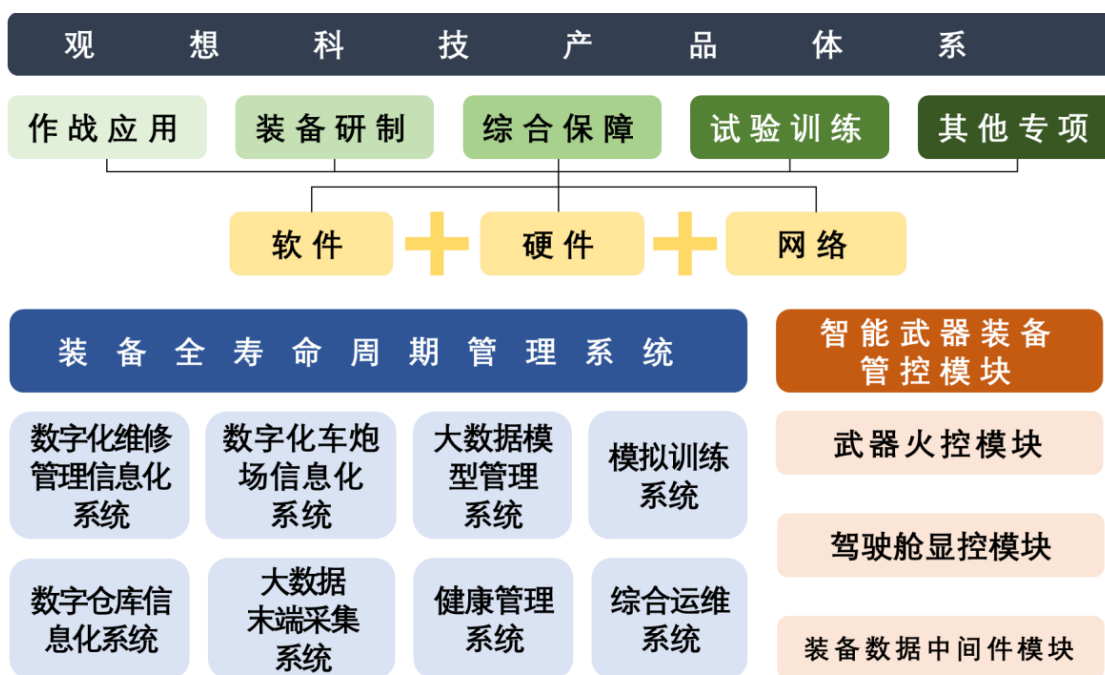 观想科技产品体系
作战应用
装备研制
综合保障
试验训练
其他专项
软件
硬件
网络
装备全寿命周期管理系统
智能武器装备
管控模块
数字化维修
管理信息化
系统
数字化车炮
场信息化
系统
大数据模
型管理
系统
模拟训练
系统
数字仓库信
息化系统
大数据
末端采集
系统
健康管理
系统
综合运维
系统
武器火控模块
驾驶舱显控模块
装备数据中间件模块